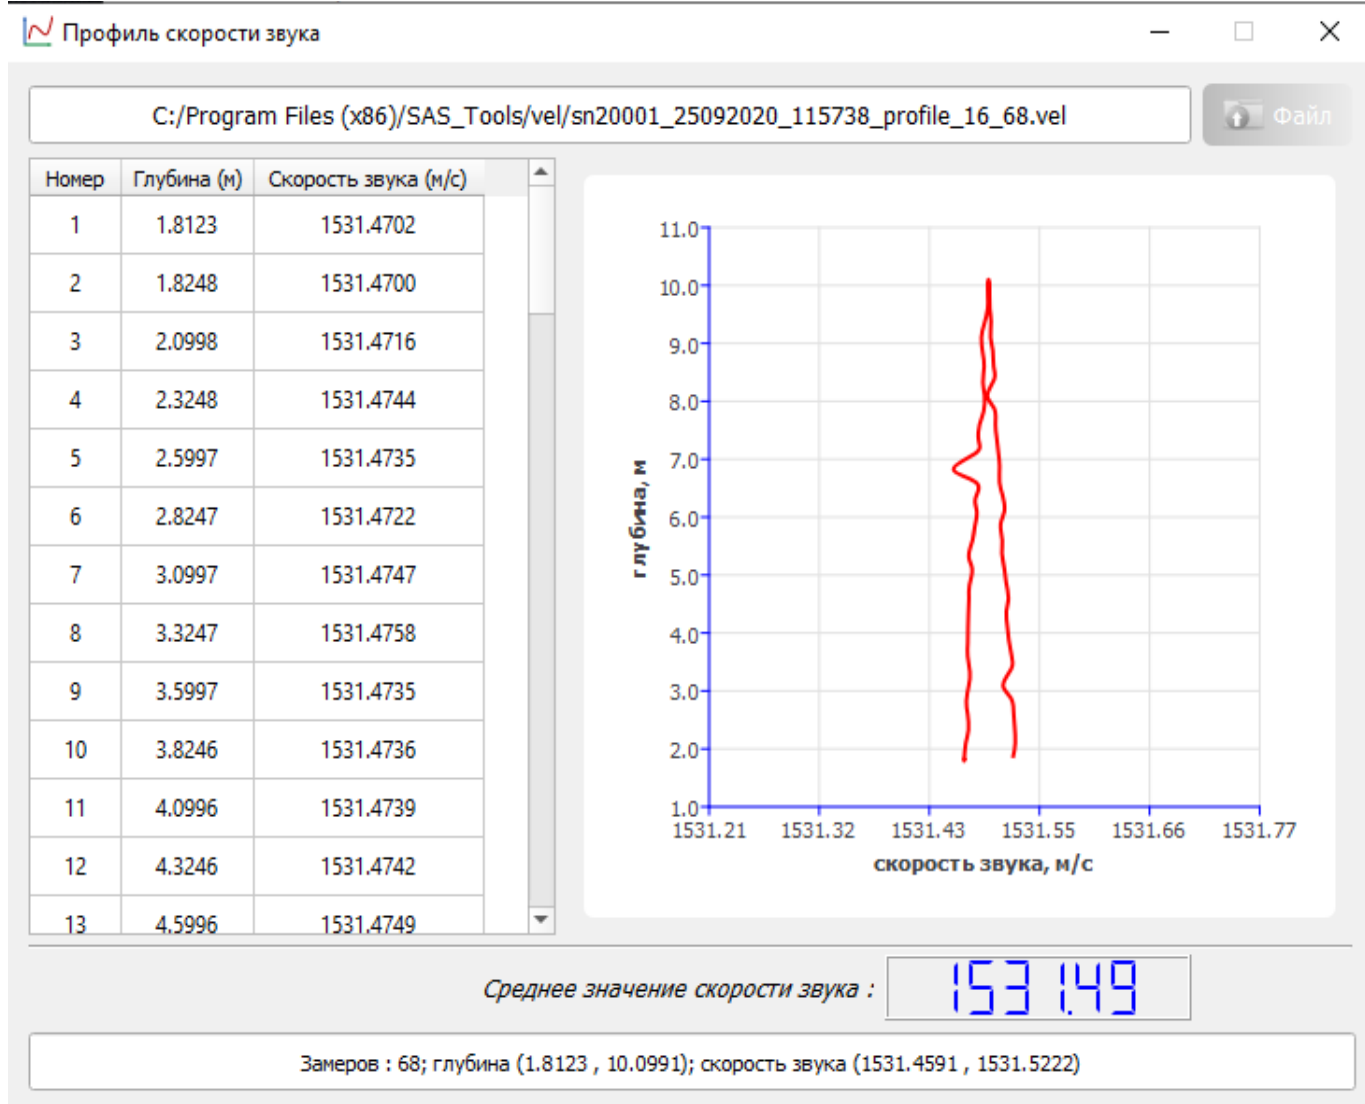 Профиль скорости звука
C:/Program Files (x86)/SAS_Tools/vel/sn20001_25092020_115738_profile_16_68.vel
Файл
Номер Глубина (м) Скорость звука (м/с)
1 1.8123 1531.4702
2 1.8248 1531.4700
3 2.0998 1531.4716
4 2.3248 1531.4744
5 2.5997 1531.4735
6 2.8247 1531.4722
7 3.0997 1531.4747
8 3.3247 1531.4758
9 3.5997 1531.4735
10 3.8246 1531.4736
11 4.0996 1531.4739
12 4.3246 1531.4742
13 4.5996 1531.4749
11.0
10.0
9.0
8.0
7.0
6.0
5.0
4.0
3.0
2.0
1.0
глубина, м
1531.21 1531.32 1531.43 1531.55 1531.66 1531.77
скорость звука, м/с
Среднее значение скорости звука : 1531.49
Замеров : 68; глубина (1.8123 , 10.0991); скорость звука (1531.4591 , 1531.5222)